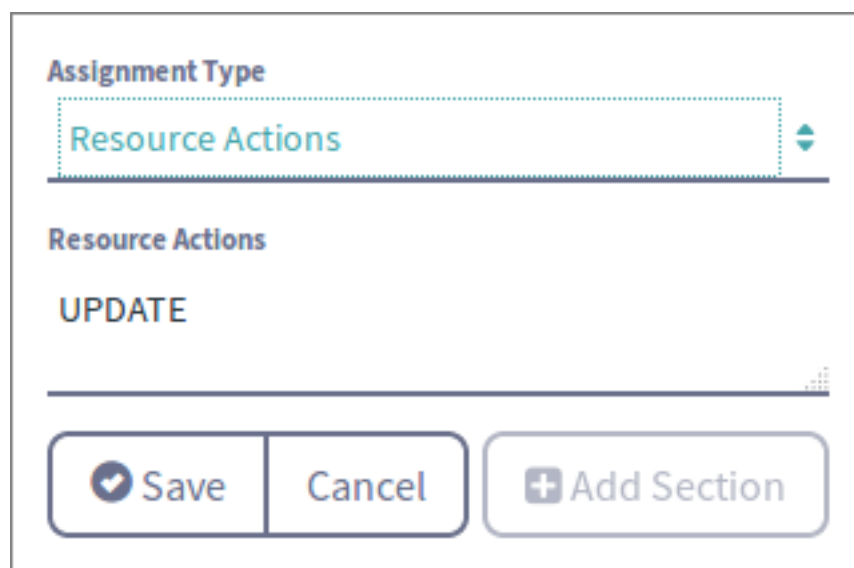 Assignment Type
Resource Actions
Resource Actions
UPDATE
Save Cancel Add Section